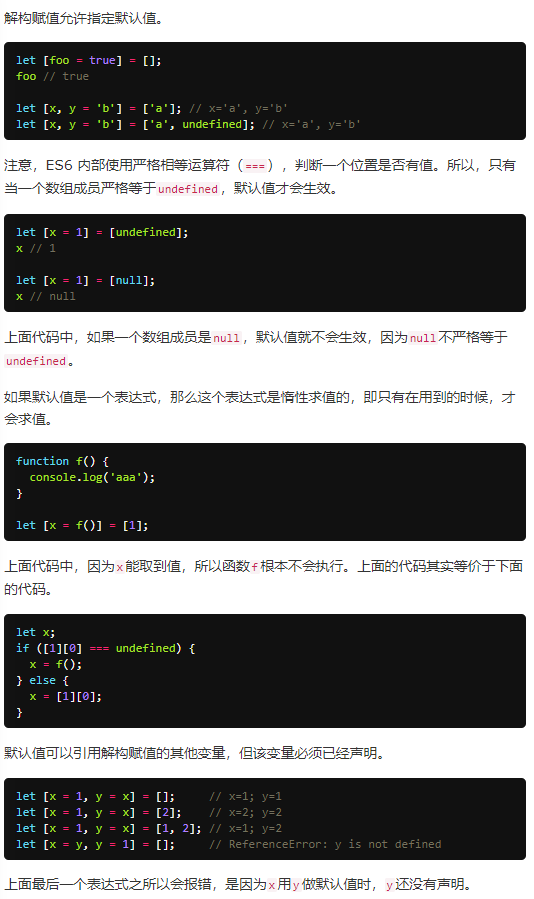 解构赋值允许指定默认值。
let [foo = true] = [];
foo // true
let [x, y = 'b'] = ['a']; // x='a', y='b'
let [x, y = 'b'] = ['a', undefined]; // x='a', y='b'
注意，ES6 内部使用严格相等运算符（===），判断一个位置是否有值。所以，只有
当一个数组成员严格等于undefined，默认值才会生效。
let [x = 1] = [undefined];
x // 1
let [x = 1] = [null];
x // null
上面代码中，如果一个数组成员是null，默认值就不会生效，因为null不严格等于
undefined。
如果默认值是一个表达式，那么这个表达式是惰性求值的，即只有在用到的时候，才
会求值。
function f() {
  console.log('aaa');
}
let [x = f()] = [1];
上面代码中，因为x能取到值，所以函数f根本不会执行。上面的代码其实等价于下面
的代码。
let x;
if ([1][0] === undefined) {
  x = f();
} else {
  x = [1][0];
}
默认值可以引用解构赋值的其他变量，但该变量必须已经声明。
let [x = 1, y = x] = [];     // x=1; y=1
let [x = 1, y = x] = [2];    // x=2; y=2
let [x = 1, y = x] = [1, 2]; // x=1; y=2
let [x = y, y = 1] = [];     // ReferenceError: y is not defined
上面最后一个表达式之所以会报错，是因为x用y做默认值时，y还没有声明。